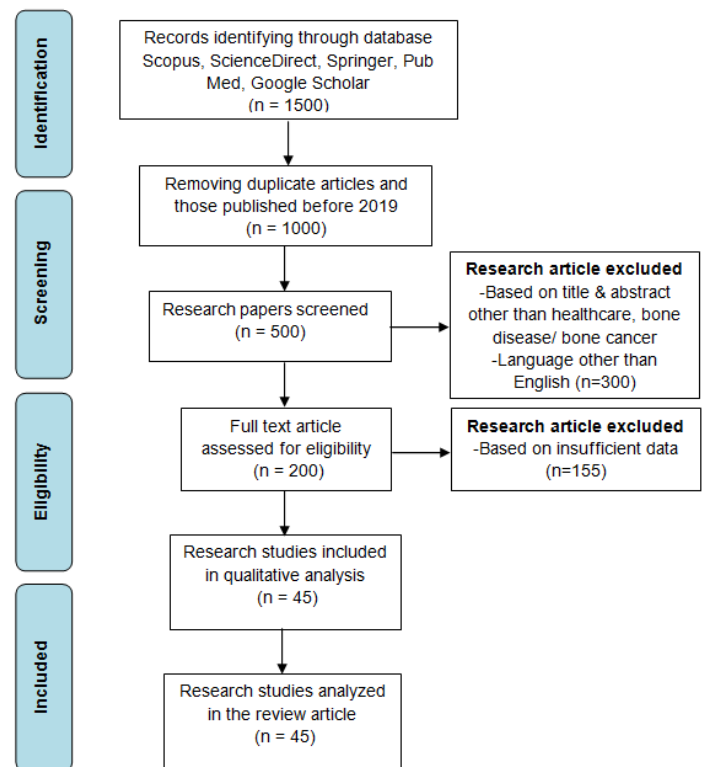 Identification
Records identifying through database
Scopus, ScienceDirect, Springer, Pub
Med, Google Scholar
(n = 1500)
Removing duplicate articles and
those published before 2019
(n = 1000)
Screening
Research papers screened
(n = 500)
Research article excluded
-Based on title & abstract
other than healthcare, bone
disease/ bone cancer
-Language other than
English (n=300)
Eligibility
Full text article
assessed for eligibility
(n = 200)
Research article excluded
-Based on insufficient data
(n=155)
Research studies included
in qualitative analysis
(n = 45)
Included
Research studies analyzed
in the review article
(n = 45)